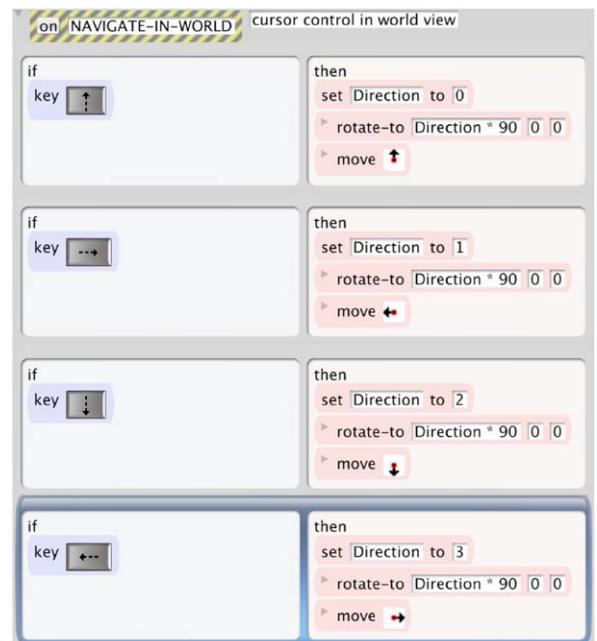 on NAVIGATE-IN-WORLD cursor control in world view
if
key
then
set Direction to 0
rotate-to Direction * 90 0 0
move
if
key
then
set Direction to 1
rotate-to Direction * 90 0 0
move
if
key
then
set Direction to 2
rotate-to Direction * 90 0 0
move
if
key
then
set Direction to 3
rotate-to Direction * 90 0 0
move